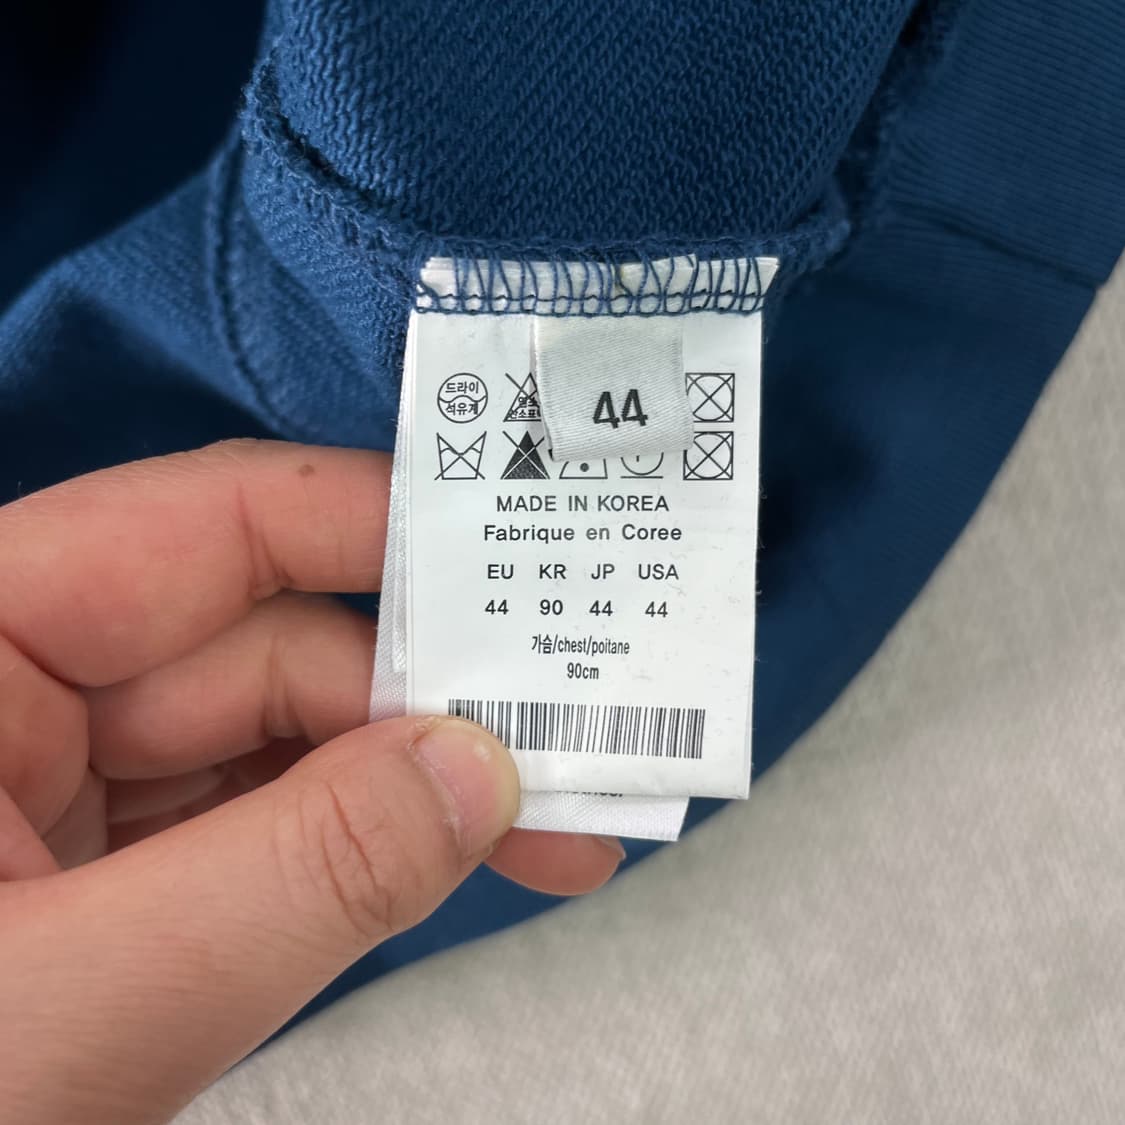 드라이
석유계
44
MADE IN KOREA
Fabrique en Coree
EU KR JP USA
44 90 44 44
가슴/chest/poitane
90cm